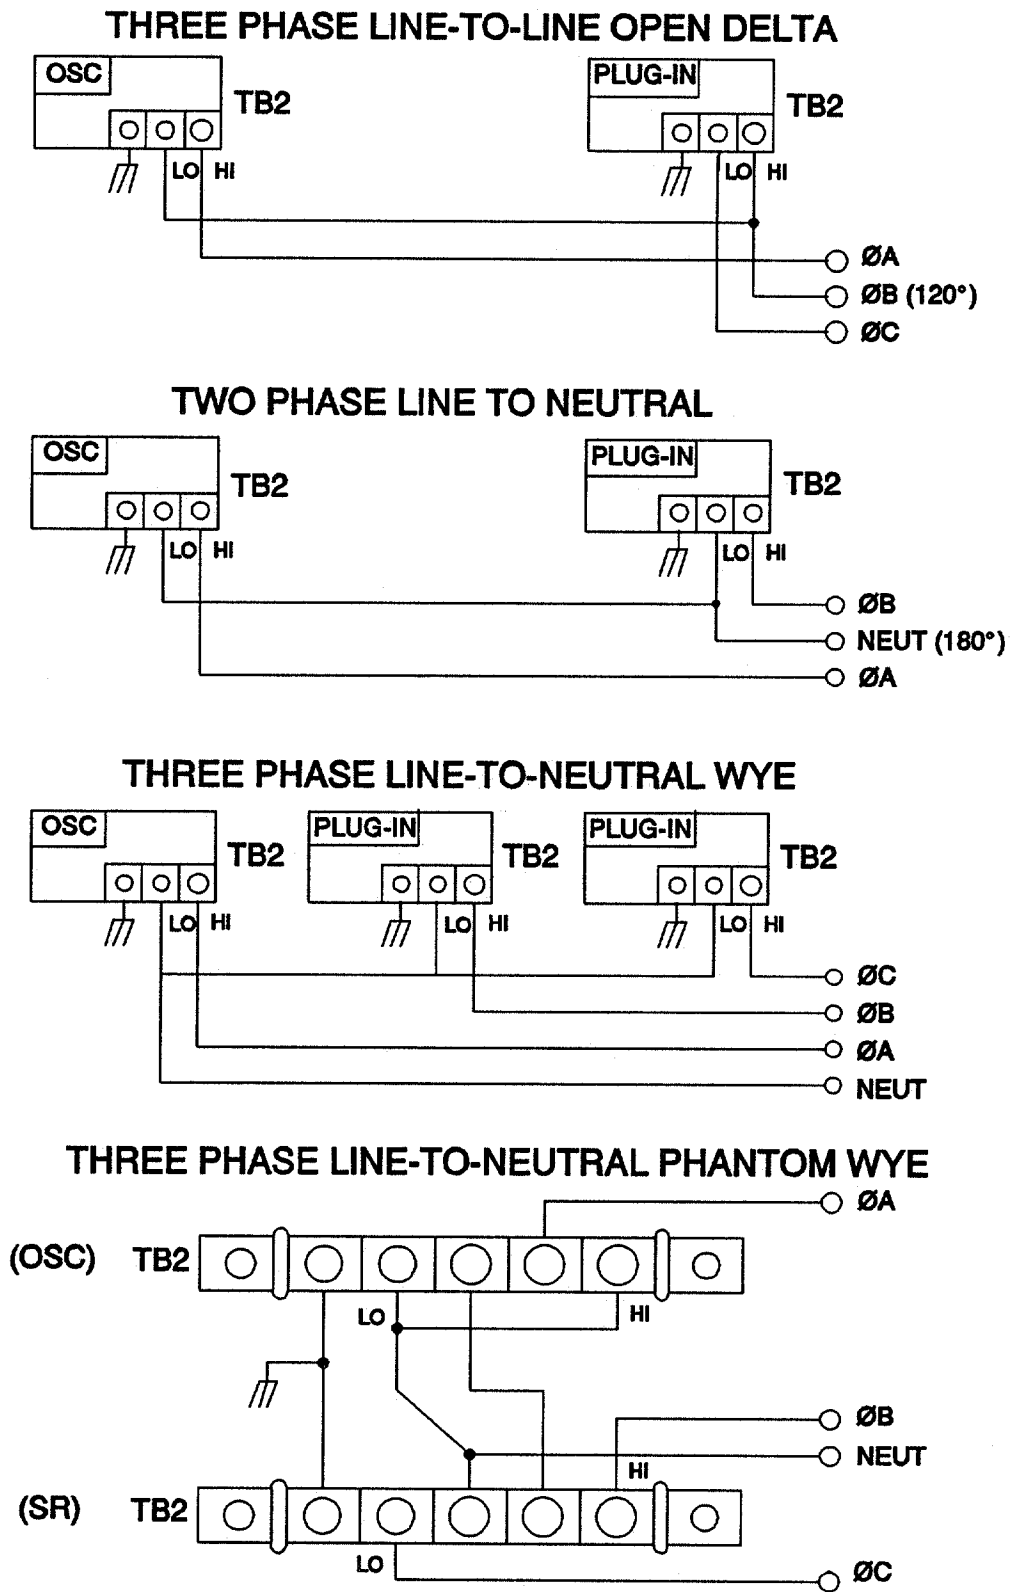 THREE PHASE LINE-TO-LINE OPEN DELTA
OSC
TB2
LO HI
PLUG-IN
TB2
LO HI
ØA
ØB (120°)
ØC
TWO PHASE LINE TO NEUTRAL
OSC
TB2
LO HI
PLUG-IN
TB2
LO HI
ØB
NEUT (180°)
ØA
THREE PHASE LINE-TO-NEUTRAL WYE
OSC
TB2
LO HI
PLUG-IN
TB2
LO HI
PLUG-IN
TB2
LO HI
ØC
ØB
ØA
NEUT
THREE PHASE LINE-TO-NEUTRAL PHANTOM WYE
ØA
(OSC) TB2
LO
HI
ØB
NEUT
HI
(SR) TB2
LO
ØC